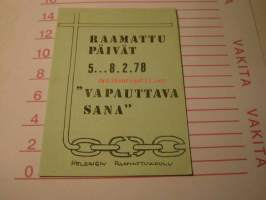 RAAMATTU
PÄIVÄT
5...8.2.78
"VAPAUTTAVA
SANA"
HELSINGIN RAAMATTUKOULU
14
12
10
8
6
4
2
0
VAKITA
VAKITA
VAKITA